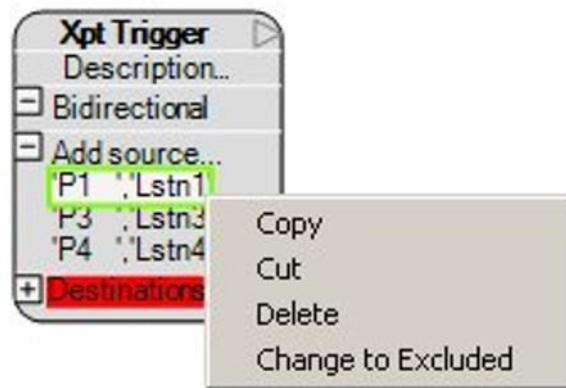 Xpt Trigger
Description...
Bidirectional
Add source...
'P1 ','Lstn1'
'P3 ','Lstn3
'P4 ','Lstn4
Destinations
Copy
Cut
Delete
Change to Excluded